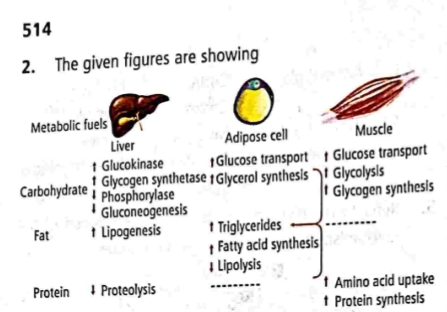 514
2. The given figures are showing
Metabolic fuels
Liver
Adipose cell
Muscle
Carbohydrate
↑ Glucokinase
↑ Glycogen synthetase
↓ Phosphorylase
↓ Gluconeogenesis
↑ Glucose transport
↑ Glycerol synthesis
↑ Glucose transport
↑ Glycolysis
↑ Glycogen synthesis
Fat
↑ Lipogenesis
↑ Triglycerides
↑ Fatty acid synthesis
↓ Lipolysis
--------
Protein
↓ Proteolysis
--------
↑ Amino acid uptake
↑ Protein synthesis